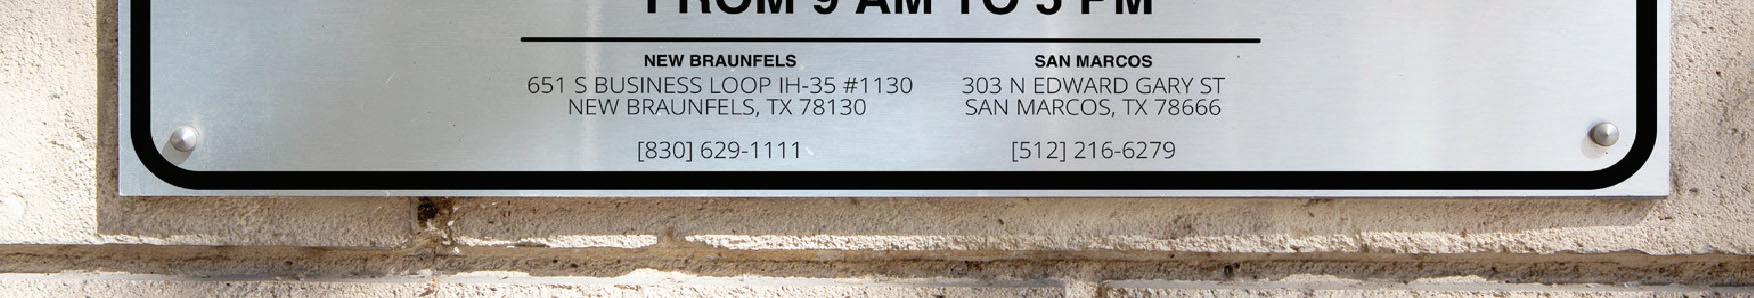 FROM 9 AM TO 5 PM
NEW BRAUNFELS
651 S BUSINESS LOOP IH-35 #1130
NEW BRAUNFELS, TX 78130
[830] 629-1111
SAN MARCOS
303 N EDWARD GARY ST
SAN MARCOS, TX 78666
[512] 216-6279